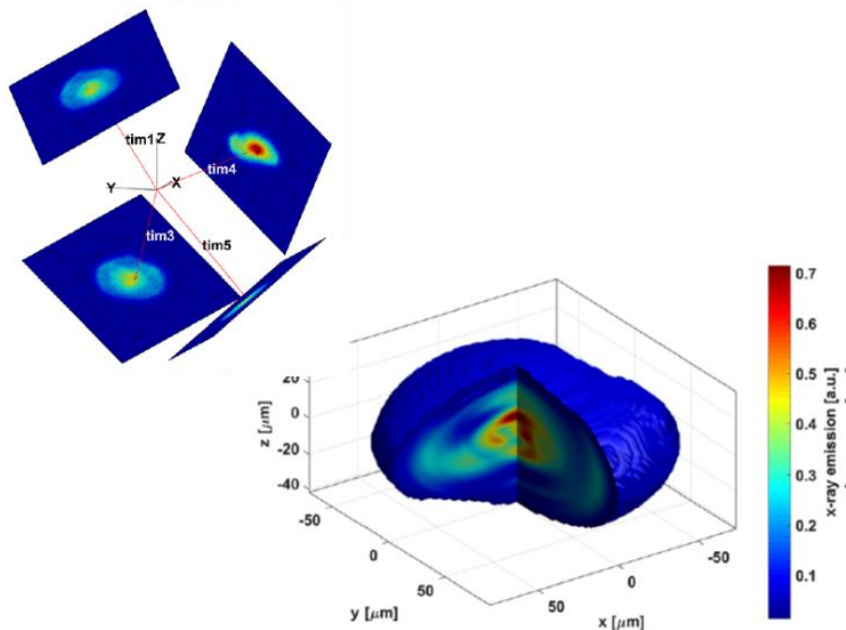 tim1
Z
X
Y
tim4
tim3
tim5
0.7
0.6
0.5
0.4
0.3
0.2
0.1
x-ray emission [a.u.]
20
0
-20
-40
z [μm]
-50
0
50
y [μm]
50
0
-50
x [μm]